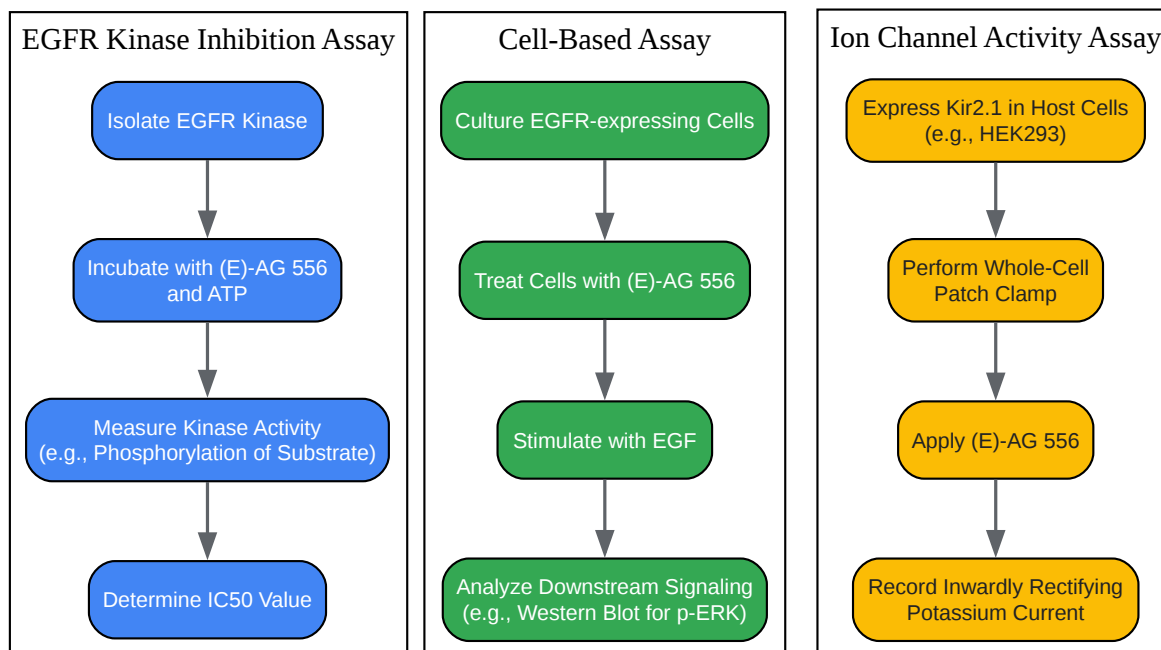 EGFR Kinase Inhibition Assay
Isolate EGFR Kinase
Incubate with (E)-AG 556
and ATP
Measure Kinase Activity
(e.g., Phosphorylation of Substrate)
Determine IC50 Value
Cell-Based Assay
Culture EGFR-expressing Cells
Treat Cells with (E)-AG 556
Stimulate with EGF
Analyze Downstream Signaling
(e.g., Western Blot for p-ERK)
Ion Channel Activity Assay
Express Kir2.1 in Host Cells
(e.g., HEK293)
Perform Whole-Cell
Patch Clamp
Apply (E)-AG 556
Record Inwardly Rectifying
Potassium Current